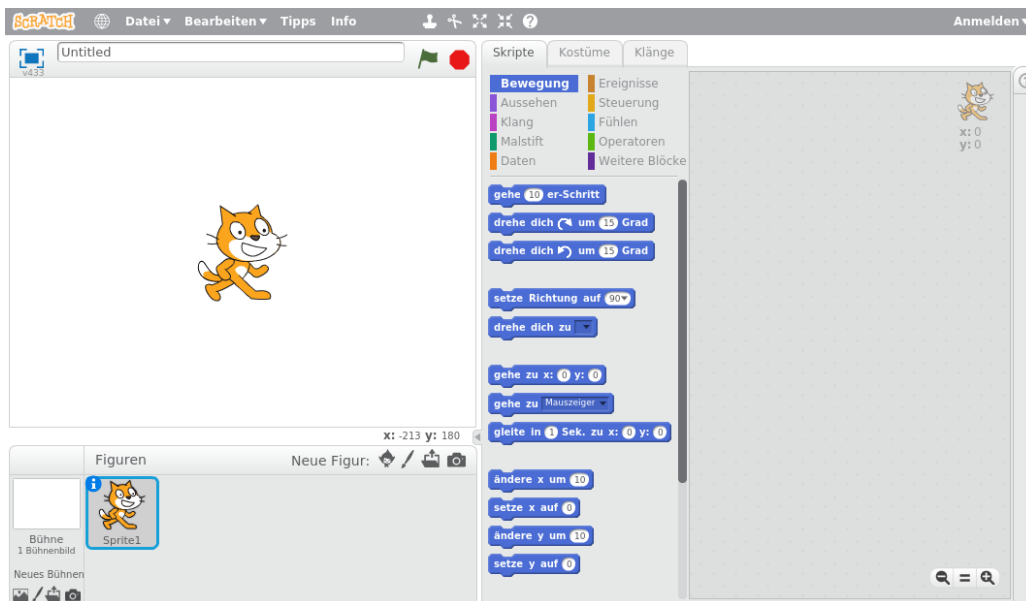 SCRATCH Datei Bearbeiten Tipps Info Anmelden
Untitled
v433
x: -213 y: 180
Figuren Neue Figur:
Bühne
1 Bühnenbild
Sprite1
Neues Bühnen
Skripte Kostüme Klänge
Bewegung Ereignisse
Aussehen Steuerung
Klang Fühlen
Malstift Operatoren
Daten Weitere Blöcke
gehe 10 er-Schritt
drehe dich um 15 Grad
drehe dich um 15 Grad
setze Richtung auf 90
drehe dich zu
gehe zu x: 0 y: 0
gehe zu Mauszeiger
gleite in 1 Sek. zu x: 0 y: 0
ändere x um 10
setze x auf 0
ändere y um 10
setze y auf 0
x: 0
y: 0